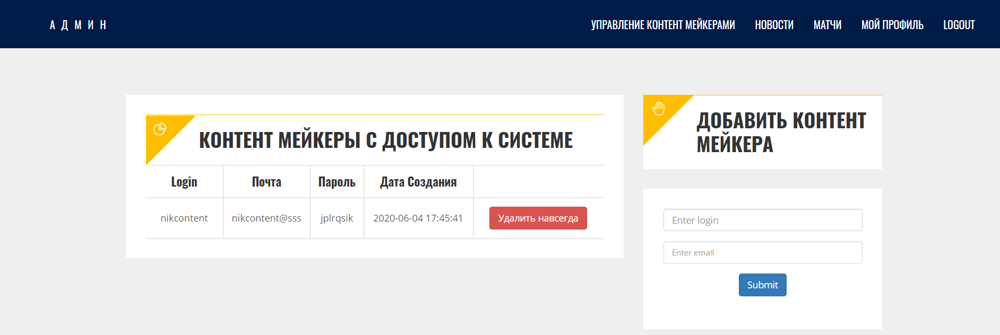 АДМИН
УПРАВЛЕНИЕ КОНТЕНТ МЕЙКЕРАМИ НОВОСТИ МАТЧИ МОЙ ПРОФИЛЬ LOGOUT
КОНТЕНТ МЕЙКЕРЫ С ДОСТУПОМ К СИСТЕМЕ
Login Почта Пароль Дата Создания
nikcontent nikcontent@sss jplrqsik 2020-06-04 17:45:41 Удалить навсегда
ДОБАВИТЬ КОНТЕНТ
МЕЙКЕРА
Enter login
Enter email
Submit